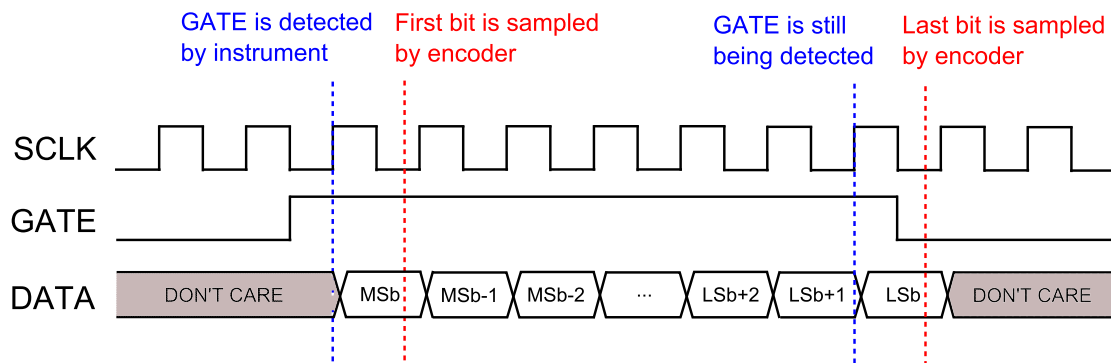 GATE is detected
by instrument
First bit is sampled
by encoder
GATE is still
being detected
Last bit is sampled
by encoder
SCLK
GATE
DATA
DON'T CARE
MSb
MSb-1
MSb-2
...
LSb+2
LSb+1
LSb
DON'T CARE